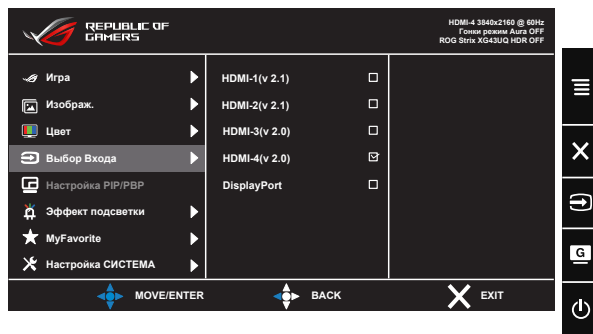 REPUBLIC OF
GAMERS
HDMI-4 3840x2160 @ 60Hz
Гонки режим Aura OFF
ROG Strix XG43UQ HDR OFF
Игра
Изображ.
Цвет
Выбор Входа
Настройка PIP/PBP
Эффект подсветки
MyFavorite
Настройка СИСТЕМА
HDMI-1(v 2.1)
HDMI-2(v 2.1)
HDMI-3(v 2.0)
HDMI-4(v 2.0)
DisplayPort
MOVE/ENTER
BACK
EXIT
G